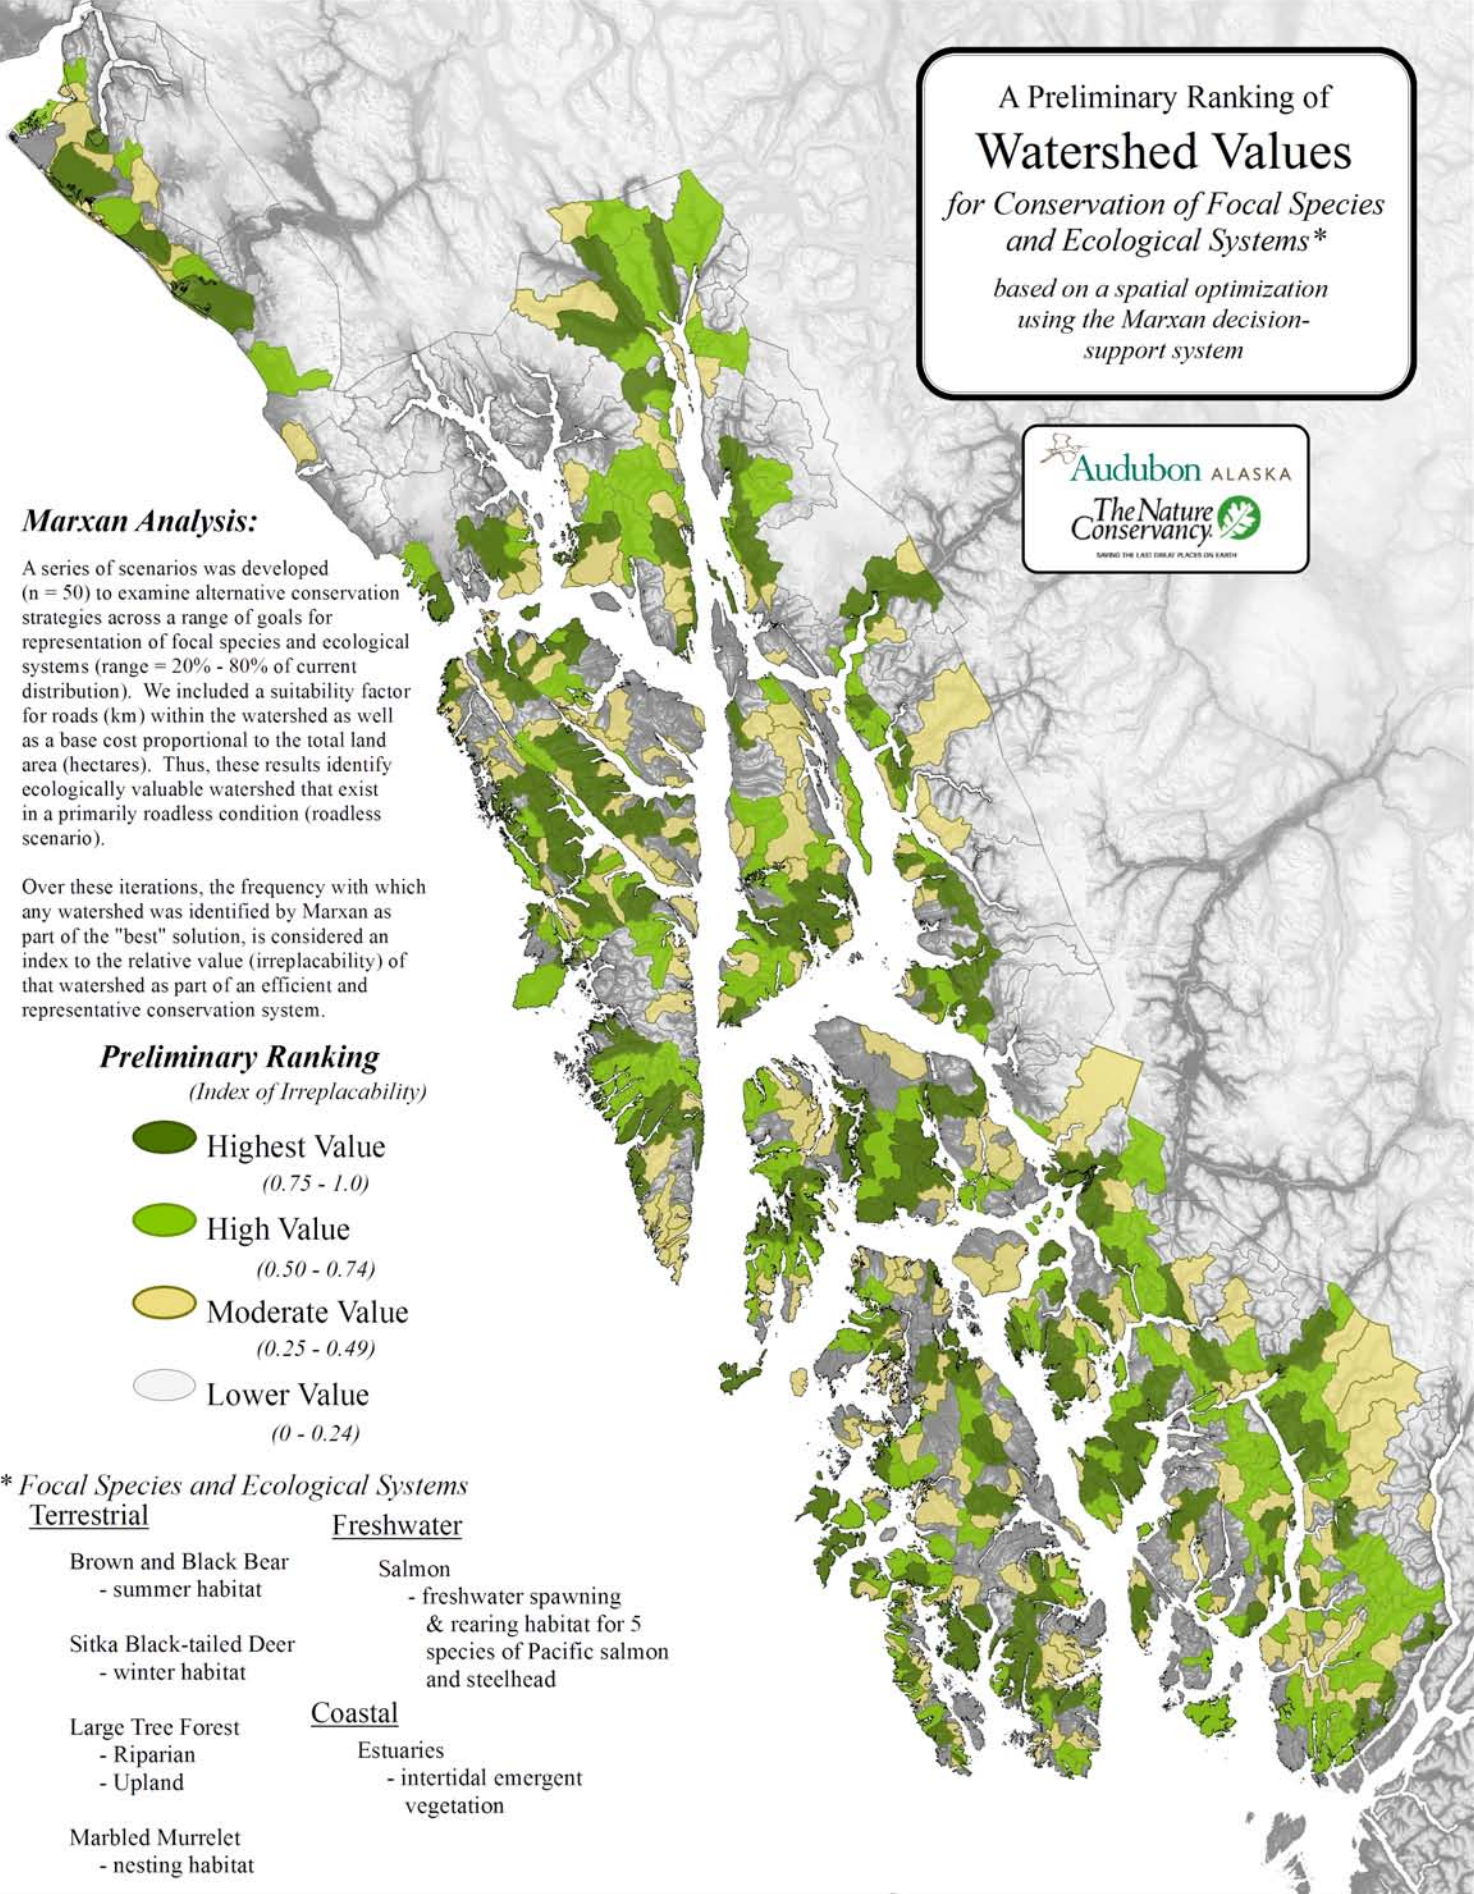 A Preliminary Ranking of
Watershed Values
for Conservation of Focal Species
and Ecological Systems*
based on a spatial optimization
using the Marxan decision-
support system
Audubon ALASKA
The Nature
Conservancy
SAVING THE LAST GREAT PLACES ON EARTH
Marxan Analysis:
A series of scenarios was developed
(n = 50) to examine alternative conservation
strategies across a range of goals for
representation of focal species and ecological
systems (range = 20% - 80% of current
distribution). We included a suitability factor
for roads (km) within the watershed as well
as a base cost proportional to the total land
area (hectares). Thus, these results identify
ecologically valuable watershed that exist
in a primarily roadless condition (roadless
scenario).
Over these iterations, the frequency with which
any watershed was identified by Marxan as
part of the "best" solution, is considered an
index to the relative value (irreplacability) of
that watershed as part of an efficient and
representative conservation system.
Preliminary Ranking
(Index of Irreplacability)
Highest Value
(0.75 - 1.0)
High Value
(0.50 - 0.74)
Moderate Value
(0.25 - 0.49)
Lower Value
(0 - 0.24)
* Focal Species and Ecological Systems
Terrestrial
Brown and Black Bear
- summer habitat
Sitka Black-tailed Deer
- winter habitat
Large Tree Forest
- Riparian
- Upland
Marbled Murrelet
- nesting habitat
Freshwater
Salmon
- freshwater spawning
& rearing habitat for 5
species of Pacific salmon
and steelhead
Coastal
Estuaries
- intertidal emergent
vegetation